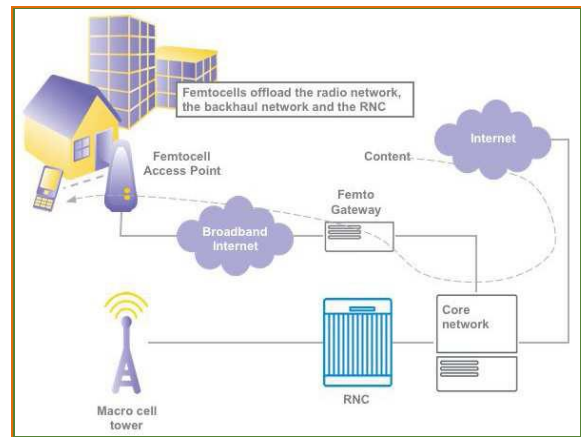 Femtocells offload the radio network,
the backhaul network and the RNC
Internet
Content
Femtocell
Access Point
Femto
Gateway
Broadband
Internet
Core
network
RNC
Macro cell
tower